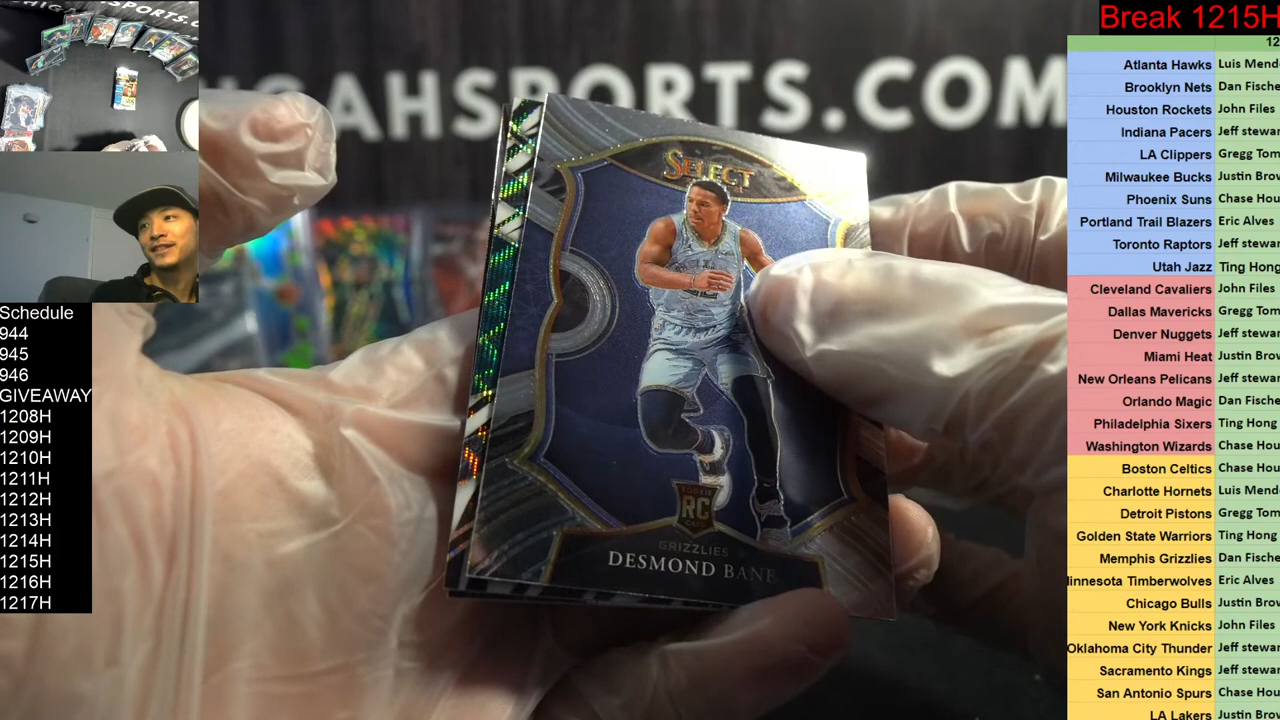 Break 1215H
12
Atlanta Hawks Luis Mend
Brooklyn Nets Dan Fische
Houston Rockets John Files
Indiana Pacers Jeff stewar
LA Clippers Gregg Tom
Milwaukee Bucks Justin Brow
Phoenix Suns Chase Hou
Portland Trail Blazers Eric Alves
Toronto Raptors Jeff stewar
Utah Jazz Ting Hong
Cleveland Cavaliers John Files
Dallas Mavericks Gregg Tom
Denver Nuggets Jeff stewar
Miami Heat Justin Brow
New Orleans Pelicans Jeff stewar
Orlando Magic Dan Fische
Philadelphia Sixers Ting Hong
Washington Wizards Chase Hou
Boston Celtics Chase Hou
Charlotte Hornets Luis Mend
Detroit Pistons Gregg Tom
Golden State Warriors Ting Hong
Memphis Grizzlies Dan Fische
innesota Timberwolves Eric Alves
Chicago Bulls Justin Brow
New York Knicks John Files
Oklahoma City Thunder Jeff stewar
Sacramento Kings Jeff stewar
San Antonio Spurs Chase Hou
LA Lakers Justin Brov
AHSPORTS.COM
SPORTS.
SELECT
ROOKIE
RC
CARD
GRIZZLIES
DESMOND BANE
Schedule
944
945
946
GIVEAWAY
1208H
1209H
1210H
1211H
1212H
1213H
1214H
1215H
1216H
1217H